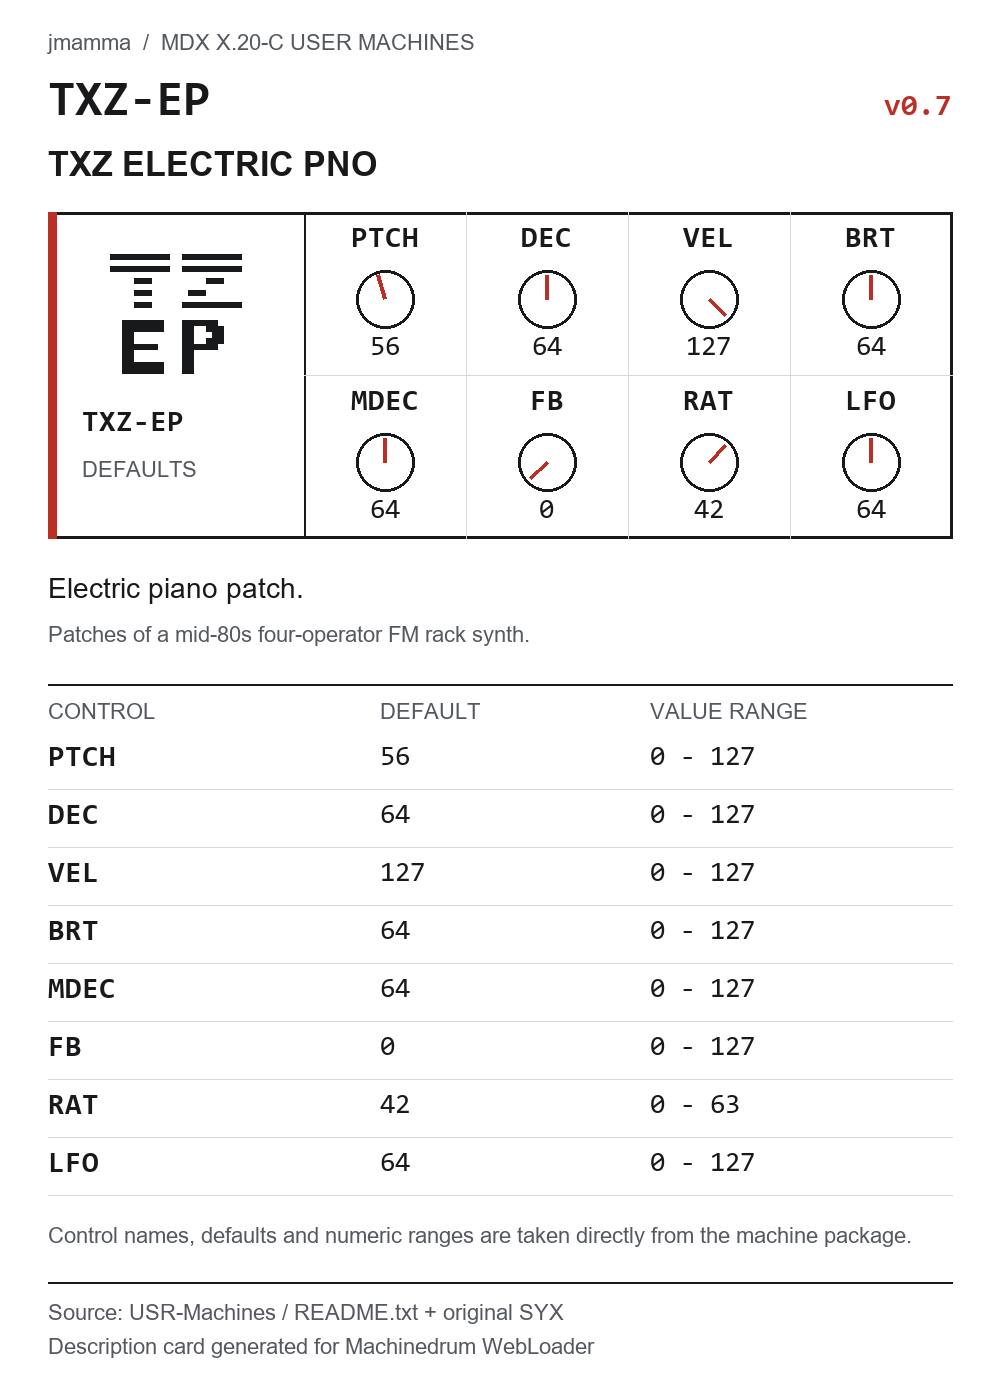 jmamma / MDX X.20-C USER MACHINES
TXZ-EP v0.7
TXZ ELECTRIC PNO
TZ
EP
TXZ-EP
DEFAULTS
PTCH DEC VEL BRT
56 64 127 64
MDEC FB RAT LFO
64 0 42 64
Electric piano patch.
Patches of a mid-80s four-operator FM rack synth.
CONTROL DEFAULT VALUE RANGE
PTCH 56 0 - 127
DEC 64 0 - 127
VEL 127 0 - 127
BRT 64 0 - 127
MDEC 64 0 - 127
FB 0 0 - 127
RAT 42 0 - 63
LFO 64 0 - 127
Control names, defaults and numeric ranges are taken directly from the machine package.
Source: USR-Machines / README.txt + original SYX
Description card generated for Machinedrum WebLoader